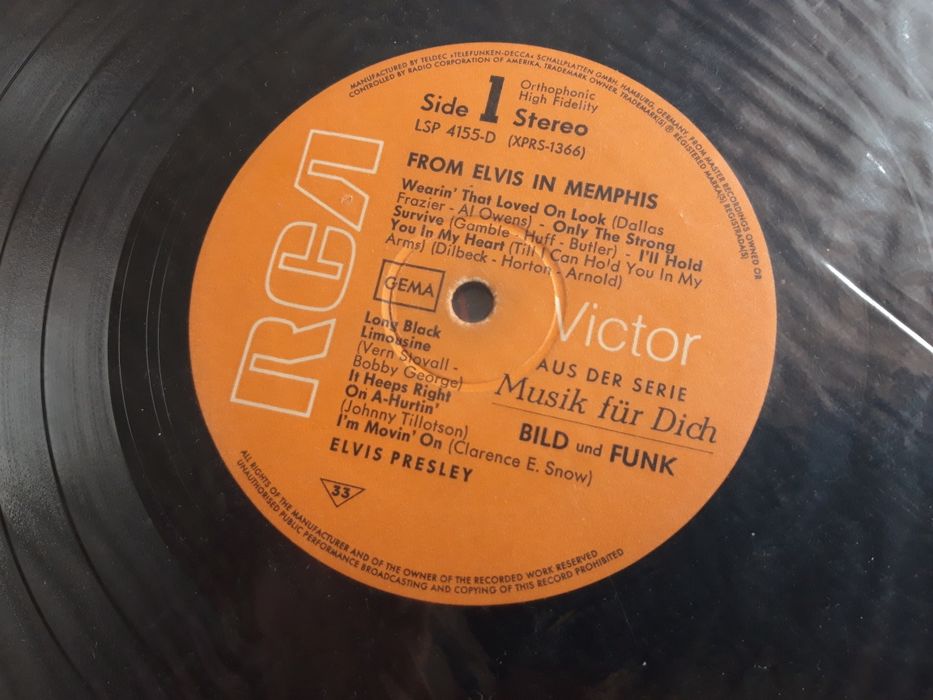 MANUFACTURED BY TELDEC »TELEFUNKEN-DECCA« SCHALLPLATTEN GMBH, HAMBURG, GERMANY, FROM MASTER RECORDINGS OWNED OR
CONTROLLED BY RADIO CORPORATION OF AMERIKA, TRADEMARK OWNER, TRADEMARK(S) ® REGISTERED MARKA(S) REGISTRADA(S)
Side 1 Orthophonic
High Fidelity
Stereo
LSP 4155-D (XPRS-1366)
FROM ELVIS IN MEMPHIS
Wearin' That Loved On Look (Dallas
Frazier - Al Owens) - Only The Strong
Survive (Gamble - Huff - Butler) - I'll Hold
You In My Heart (Till I Can Hold You In My
Arms) (Dilbeck - Horton - Arnold)
RCA
GEMA
Victor
Long Black
Limousine
(Vern Stovall -
Bobby George)
It Heeps Right
On A-Hurtin'
(Johnny Tillotson)
I'm Movin' On (Clarence E. Snow)
ELVIS PRESLEY
AUS DER SERIE
Musik für Dich
BILD und FUNK
33
ALL RIGHTS OF THE MANUFACTURER AND OF THE OWNER OF THE RECORDED WORK RESERVED
UNAUTHORISED PUBLIC PERFORMANCE BROADCASTING AND COPYING OF THIS RECORD PROHIBITED